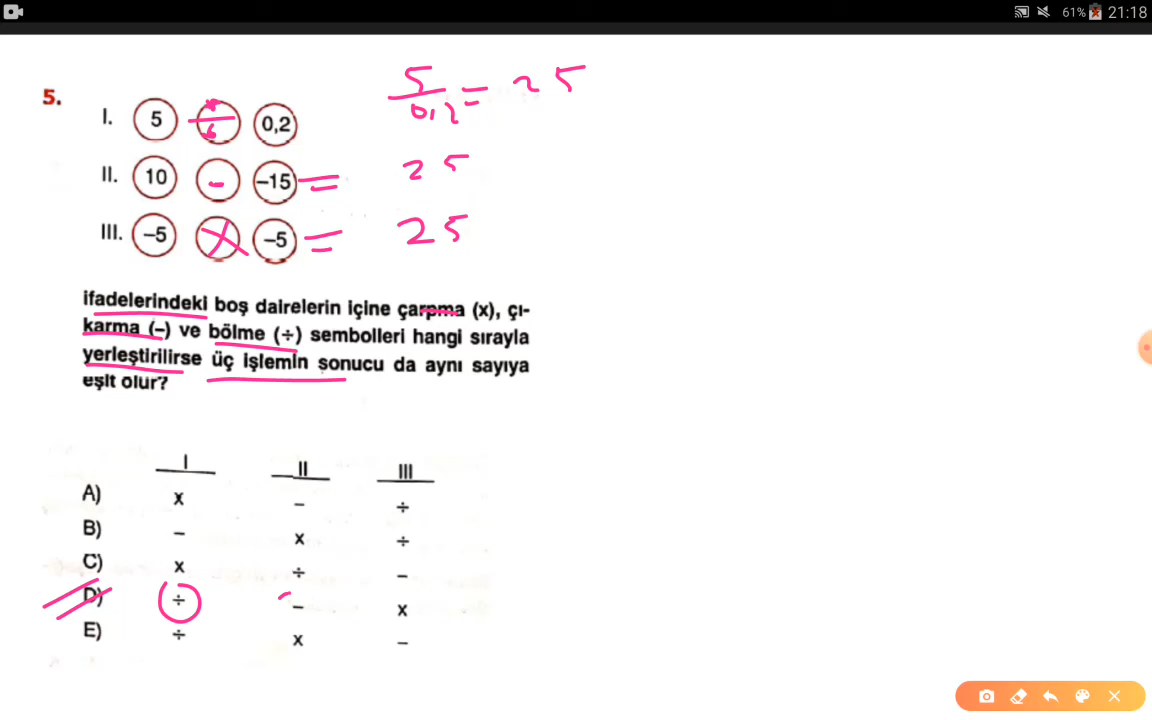 61% 21:18
5.
5/0,2 = 25
I. 5 ÷ 0,2
II. 10 - –15 = 25
III. –5 x –5 = 25
ifadelerindeki boş dairelerin içine çarpma (x), çı-
karma (–) ve bölme (÷) sembolleri hangi sırayla
yerleştirilirse üç işlemin sonucu da aynı sayıya
eşit olur?
I II III
A) x – ÷
B) – x ÷
C) x ÷ –
D) ÷ – x
E) ÷ x –